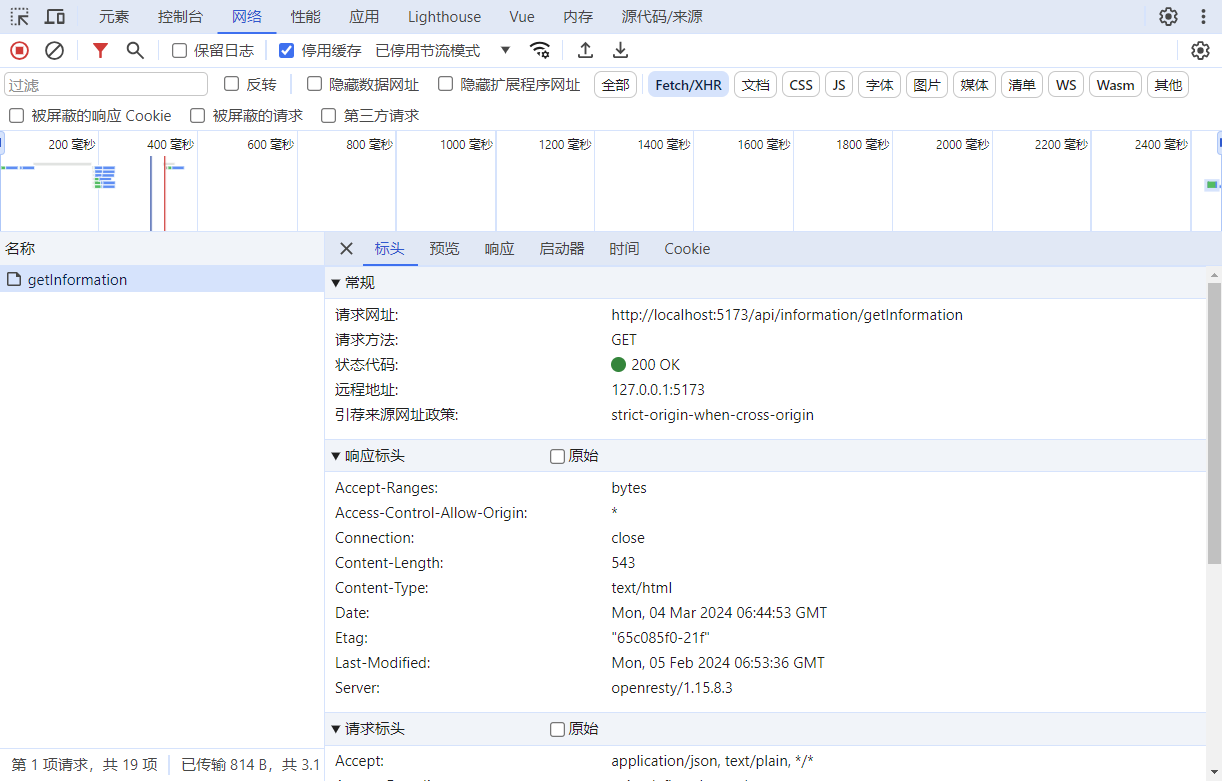 元素 控制台 网络 性能 应用 Lighthouse Vue 内存 源代码/来源
保留日志 停用缓存 已停用节流模式
过滤 反转 隐藏数据网址 隐藏扩展程序网址 全部 Fetch/XHR 文档 CSS JS 字体 图片 媒体 清单 WS Wasm 其他
被屏蔽的响应 Cookie 被屏蔽的请求 第三方请求
200 毫秒 400 毫秒 600 毫秒 800 毫秒 1000 毫秒 1200 毫秒 1400 毫秒 1600 毫秒 1800 毫秒 2000 毫秒 2200 毫秒 2400 毫秒
名称 标头 预览 响应 启动器 时间 Cookie
getInformation
常规
请求网址: http://localhost:5173/api/information/getInformation
请求方法: GET
状态代码: 200 OK
远程地址: 127.0.0.1:5173
引荐来源网址政策: strict-origin-when-cross-origin
响应标头 原始
Accept-Ranges: bytes
Access-Control-Allow-Origin: *
Connection: close
Content-Length: 543
Content-Type: text/html
Date: Mon, 04 Mar 2024 06:44:53 GMT
Etag: "65c085f0-21f"
Last-Modified: Mon, 05 Feb 2024 06:53:36 GMT
Server: openresty/1.15.8.3
请求标头 原始
Accept: application/json, text/plain, */*
第 1 项请求，共 19 项 已传输 814 B，共 3.1